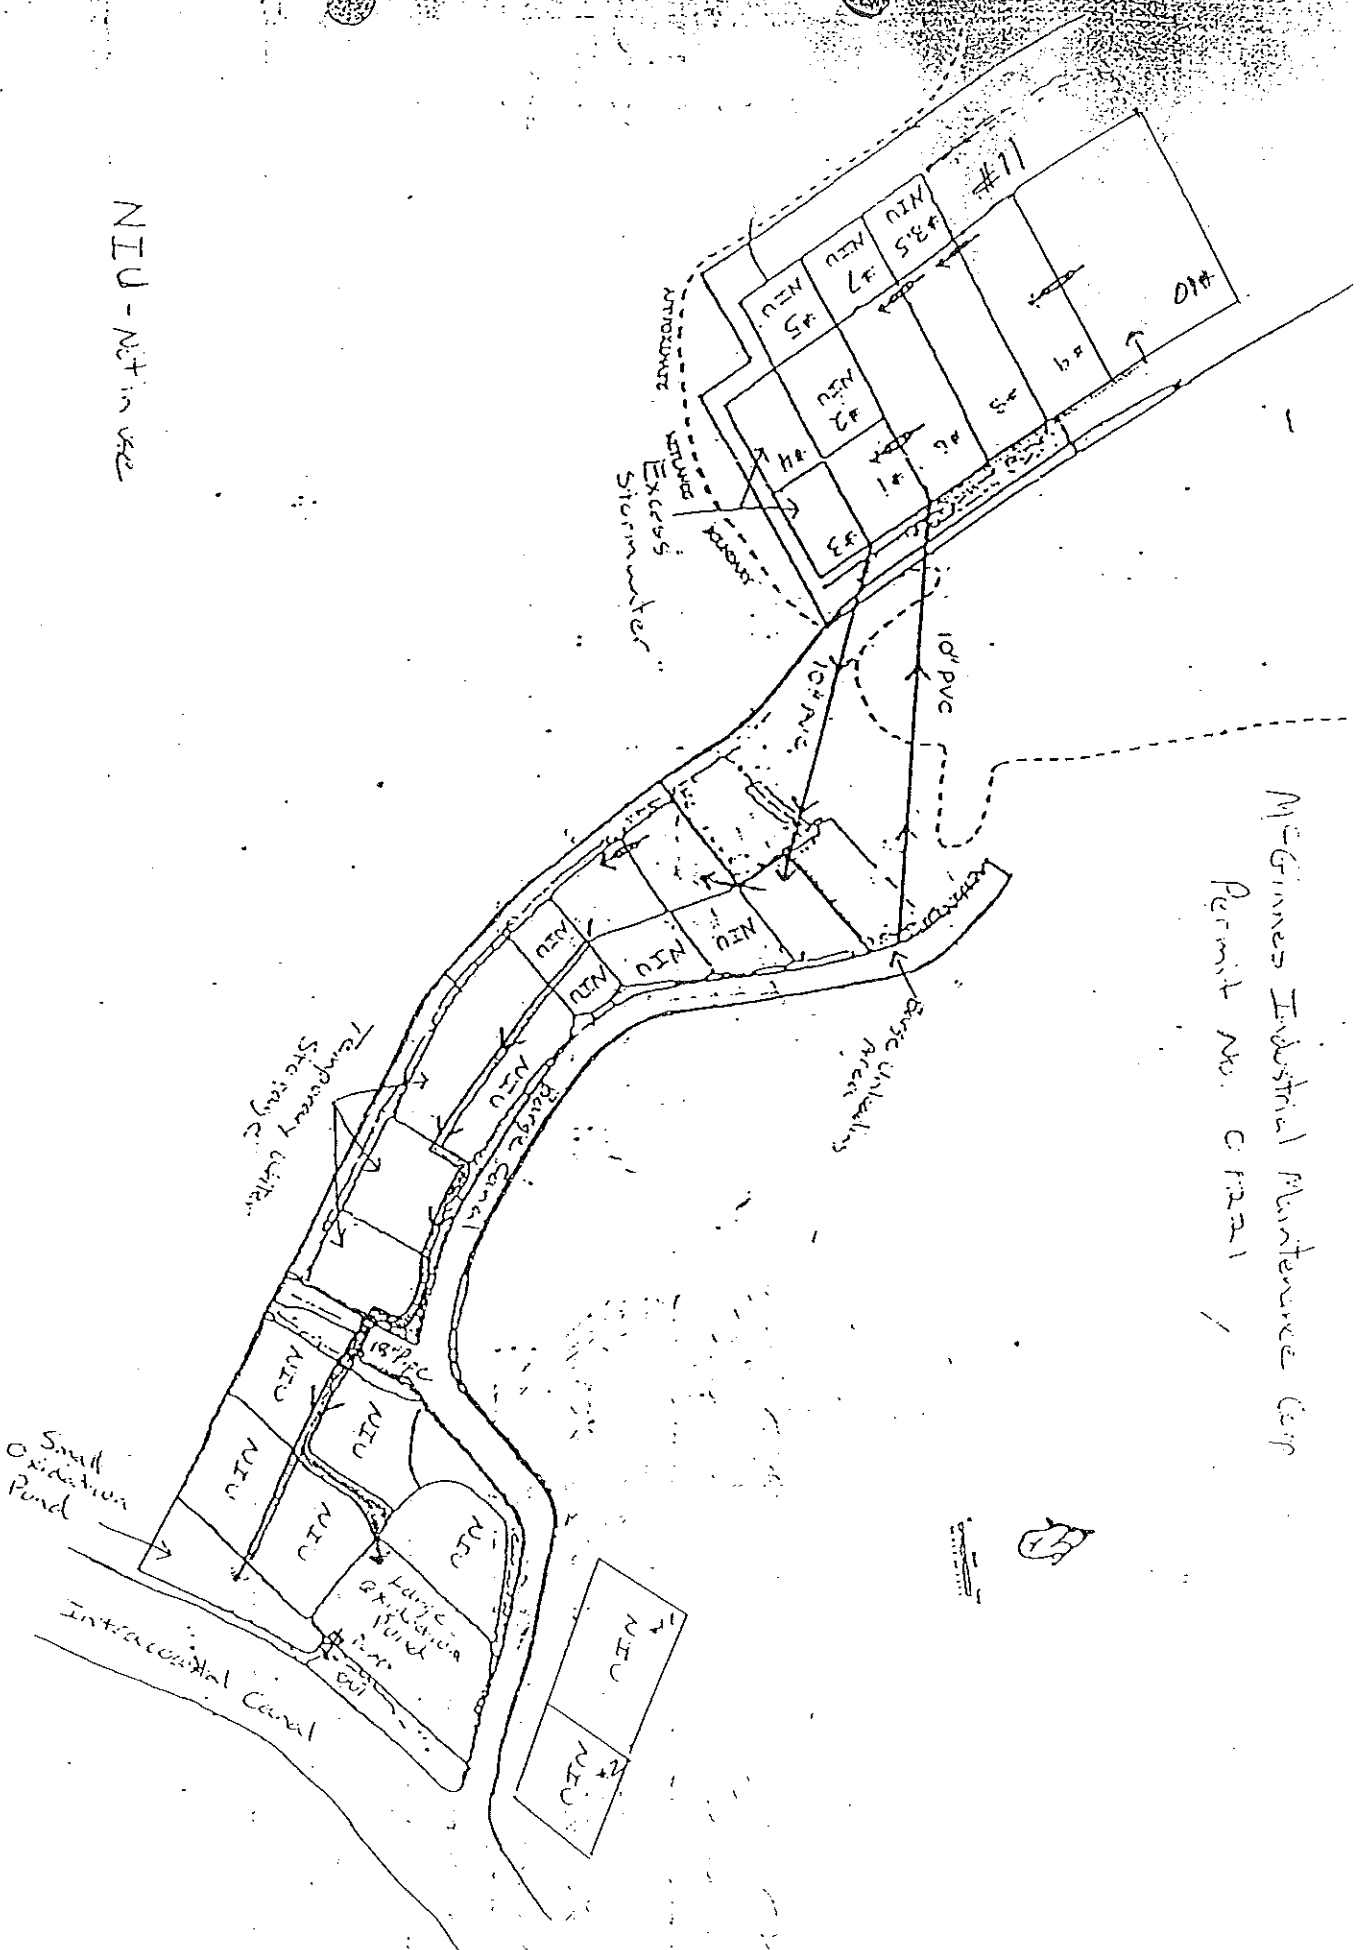 McGinnes Industrial Maintenance Corp
Permit No.
#10
#9
#8
#6
#1
#3
#11
#3.5
NIU
#7
NIU
#5
NIU
#2
NIU
#4
Excess
Stormwater
10" PVC
10" PVC
Barge Unloading
Area
NIU
NIU
NIU
NIU
NIU
Barge Canal
Temporary Water
Storage
18" PVC
NIU
NIU
NIU
NIU
NIU
Large
Oxidation
Pond
Small
Oxidation
Pond
001
Intracoastal Canal
NIU
NIU
NIU - Not in use